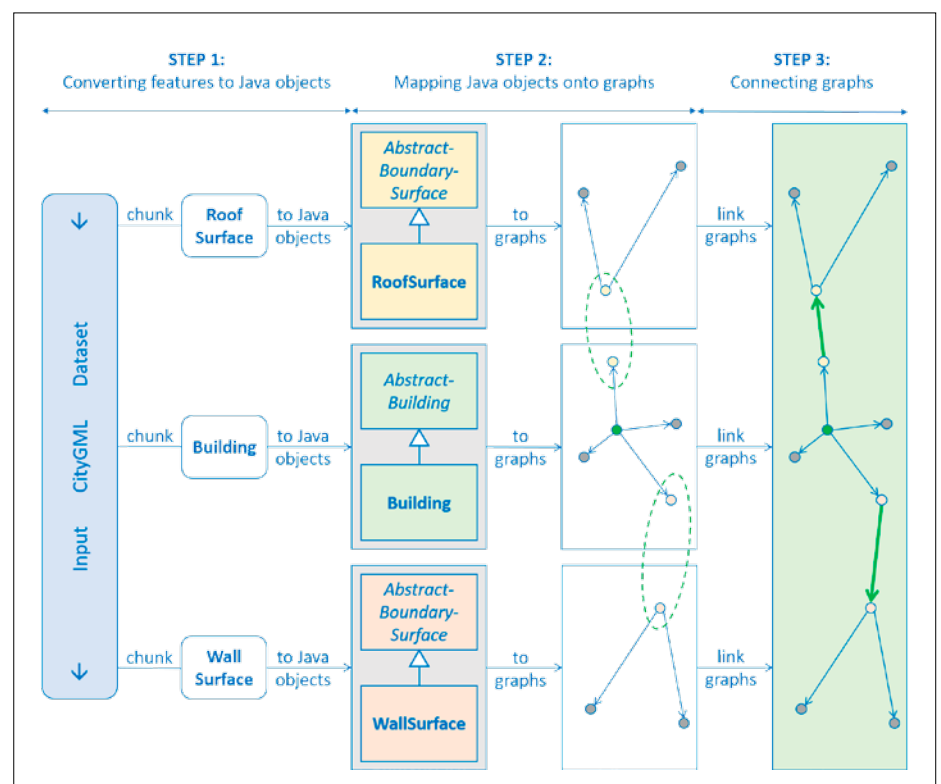 STEP 1:
Converting features to Java objects
STEP 2:
Mapping Java objects onto graphs
STEP 3:
Connecting graphs
Input CityGML Dataset
chunk
Roof
Surface
to Java
objects
Abstract-
Boundary-
Surface
RoofSurface
to
graphs
link
graphs
chunk
Building
to Java
objects
Abstract-
Building
Building
to
graphs
link
graphs
chunk
Wall
Surface
to Java
objects
Abstract-
Boundary-
Surface
WallSurface
to
graphs
link
graphs